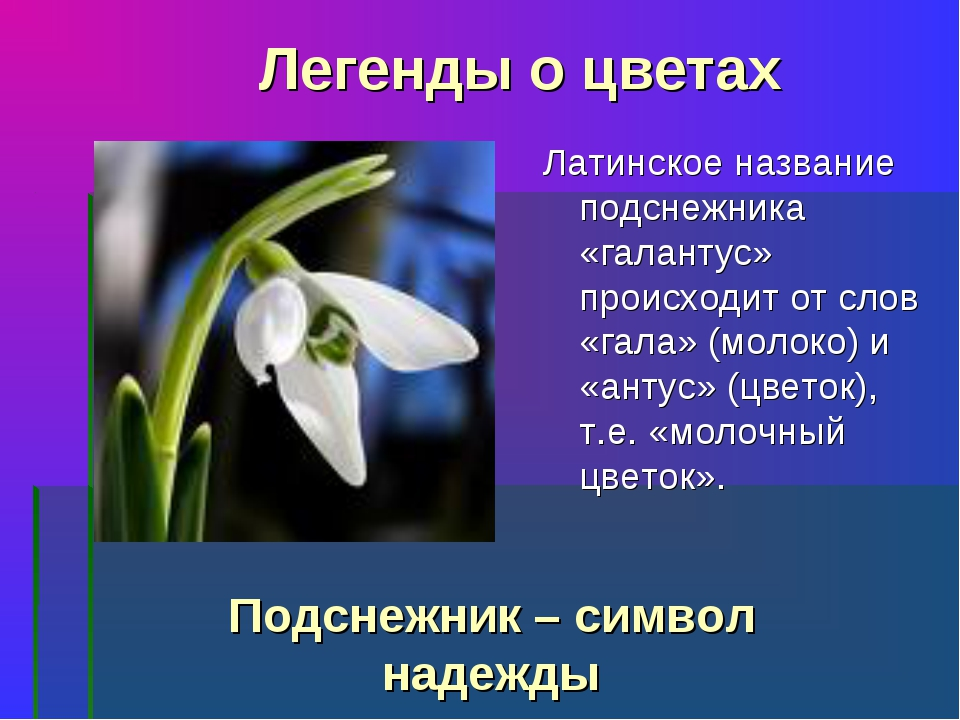 Легенды о цветах
Латинское название
подснежника
«галантус»
происходит от слов
«гала» (молоко) и
«антус» (цветок),
т.е. «молочный
цветок».
Подснежник – символ
надежды